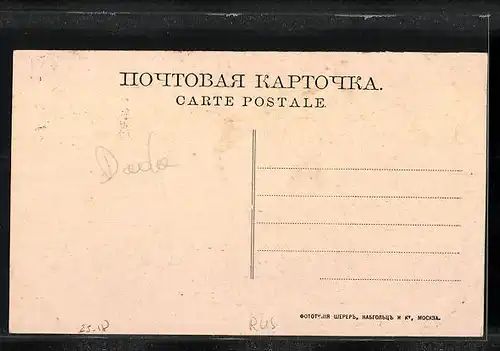 ПОЧТОВАЯ КАРТОЧКА.
CARTE POSTALE.
Dada
ФОТОТИПІЯ ШЕРЕРЪ, НАБГОЛЬЦЪ И Кº, МОСКВА.
RUS